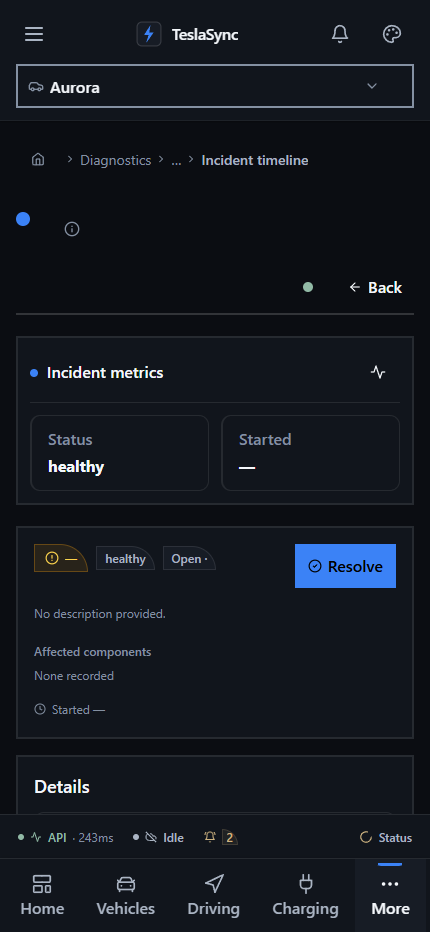 TeslaSync
Aurora
Diagnostics ... Incident timeline
Back
Incident metrics
Status
healthy
Started
—
—
healthy
Open ·
Resolve
No description provided.
Affected components
None recorded
Started —
Details
API · 243ms
Idle
2
Status
Home
Vehicles
Driving
Charging
More